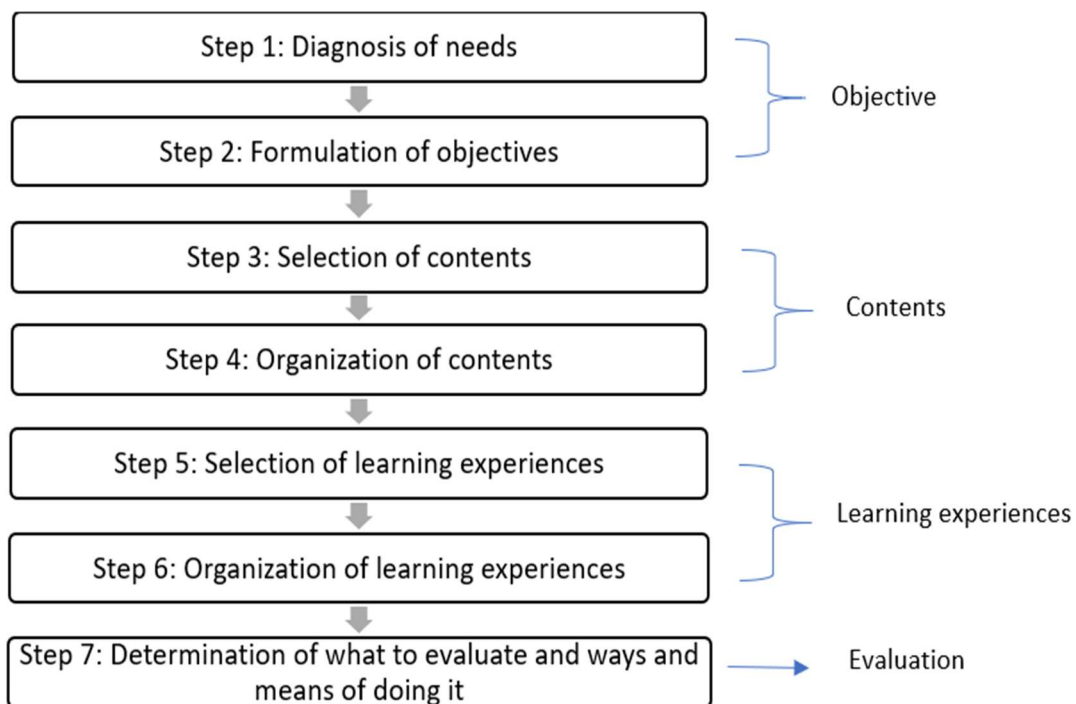 Step 1: Diagnosis of needs
Objective
Step 2: Formulation of objectives
Step 3: Selection of contents
Contents
Step 4: Organization of contents
Step 5: Selection of learning experiences
Learning experiences
Step 6: Organization of learning experiences
Step 7: Determination of what to evaluate and ways and
means of doing it
Evaluation